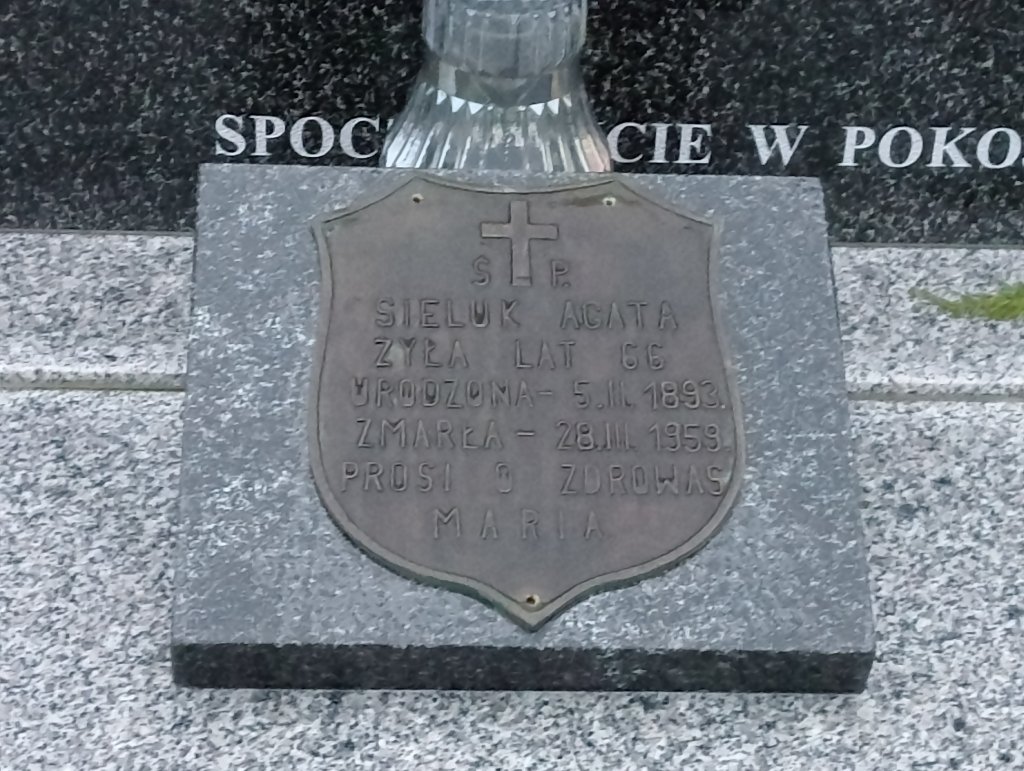 SPOC CIE W POKO
Ś P.
SIELUK AGATA
ŻYŁA LAT 66
URODZONA - 5.II.1893.
ZMARŁA - 28.III.1959.
PROSI O ZDROWAŚ
MARIA